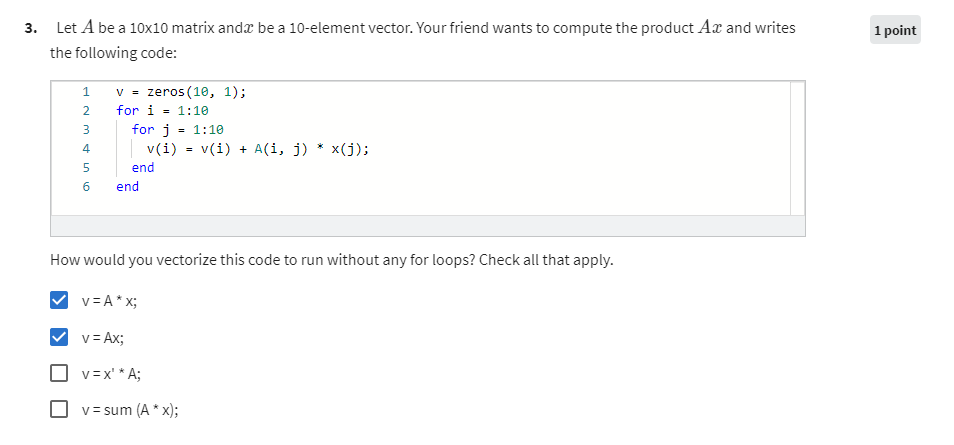 3. Let A be a 10x10 matrix andx be a 10-element vector. Your friend wants to compute the product Ax and writes
1 point
the following code:
1 v = zeros(10, 1);
2 for i = 1:10
3 for j = 1:10
4 v(i) = v(i) + A(i, j) * x(j);
5 end
6 end
How would you vectorize this code to run without any for loops? Check all that apply.
v = A * x;
v = Ax;
v = x' * A;
v = sum (A * x);